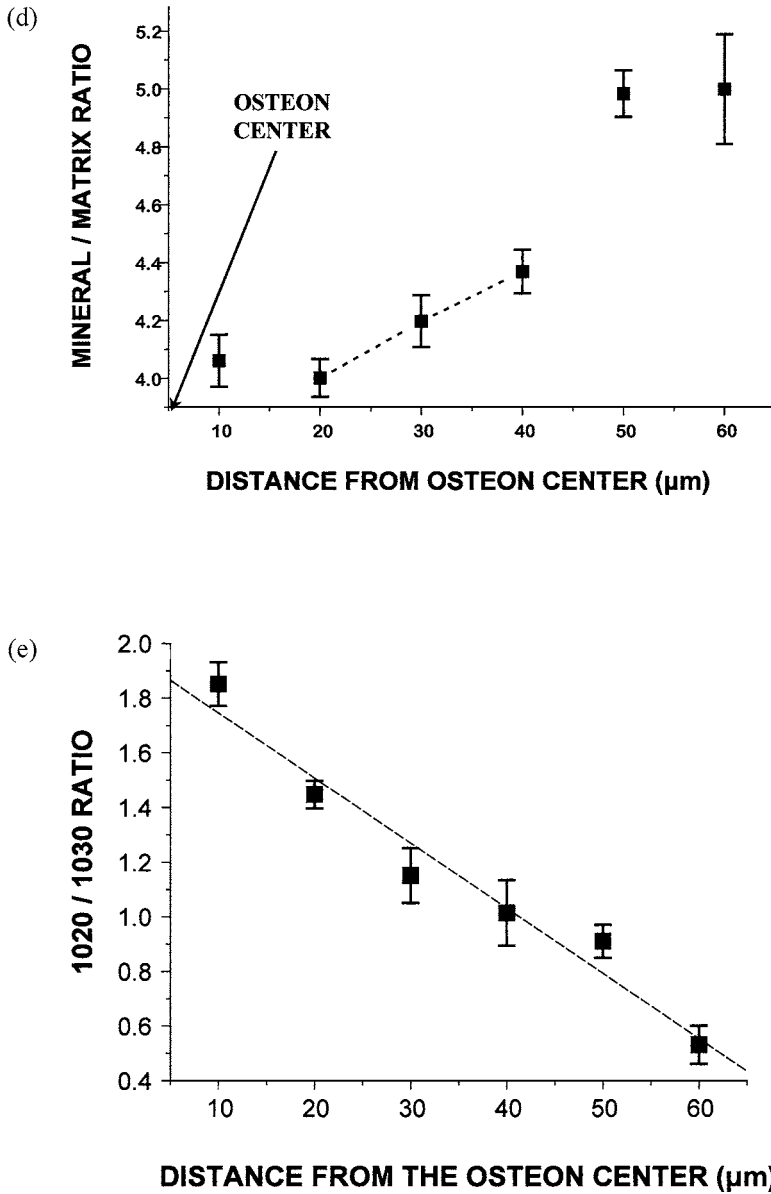 (d)
MINERAL / MATRIX RATIO
5.2
5.0
4.8
4.6
4.4
4.2
4.0
OSTEON
CENTER
10 20 30 40 50 60
DISTANCE FROM OSTEON CENTER (µm)
(e)
1020 / 1030 RATIO
2.0
1.8
1.6
1.4
1.2
1.0
0.8
0.6
0.4
10 20 30 40 50 60
DISTANCE FROM THE OSTEON CENTER (µm)